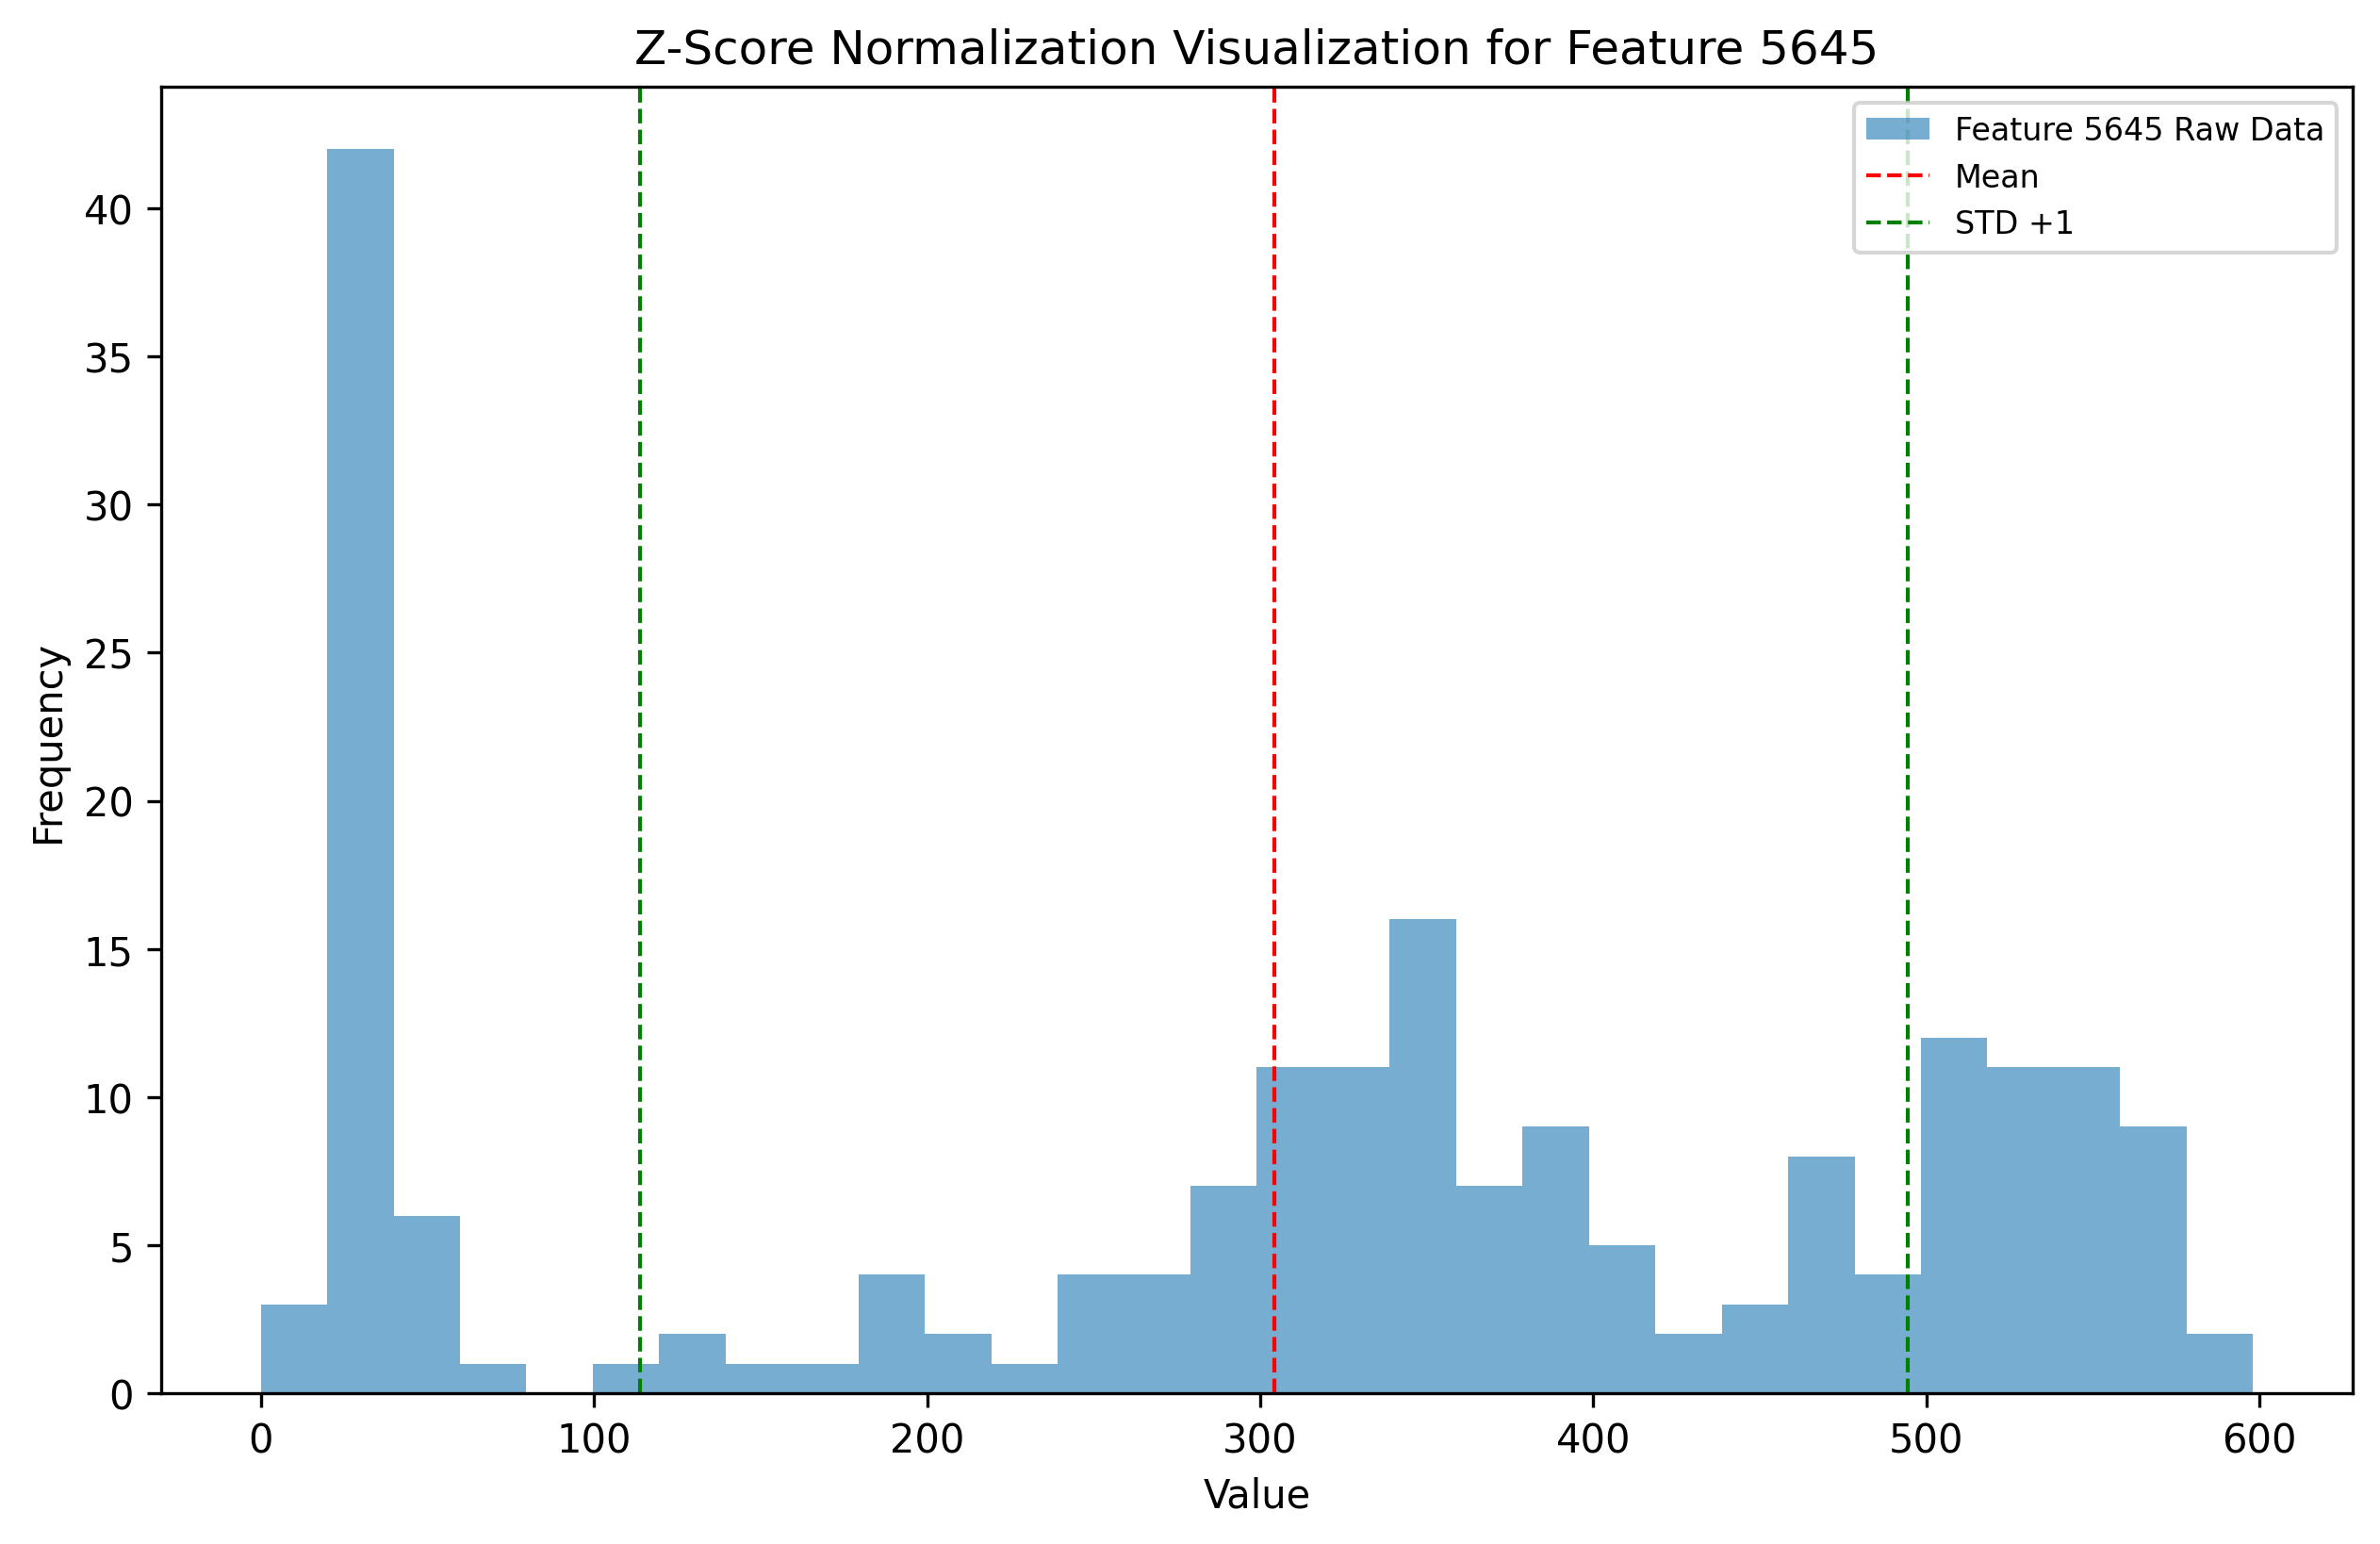 Z-Score Normalization Visualization for Feature 5645
Feature 5645 Raw Data
Mean
STD +1
40
35
30
25
20
15
10
5
0
Frequency
0 100 200 300 400 500 600
Value